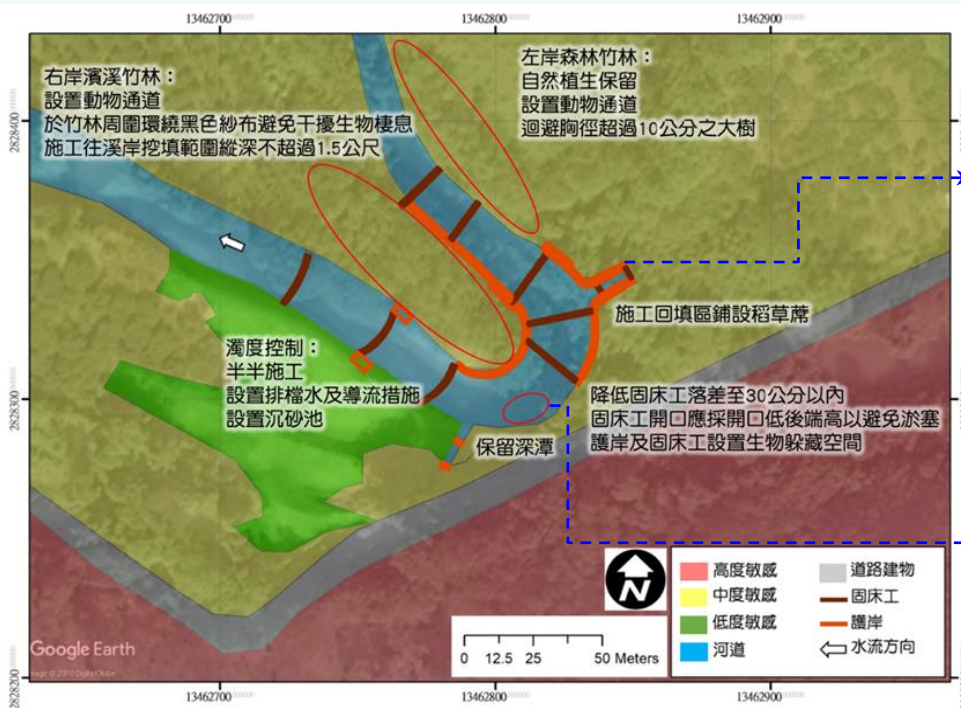 13462700
13462800
13462900
2828400
2828300
2828200
右岸濱溪竹林：
設置動物通道
於竹林周圍環繞黑色紗布避免干擾生物棲息
施工往溪岸挖填範圍縱深不超過1.5公尺
左岸森林竹林：
自然植生保留
設置動物通道
迴避胸徑超過10公分之大樹
施工回填區鋪設稻草蓆
濁度控制：
半半施工
設置排檔水及導流措施
設置沉砂池
降低固床工落差至30公分以內
固床工開口應採開口低後端高以避免淤塞
護岸及固床工設置生物躲藏空間
保留深潭
N
高度敏感
中度敏感
低度敏感
河道
道路建物
固床工
護岸
水流方向
0 12.5 25 50 Meters
Google Earth
13462700
13462800
13462900